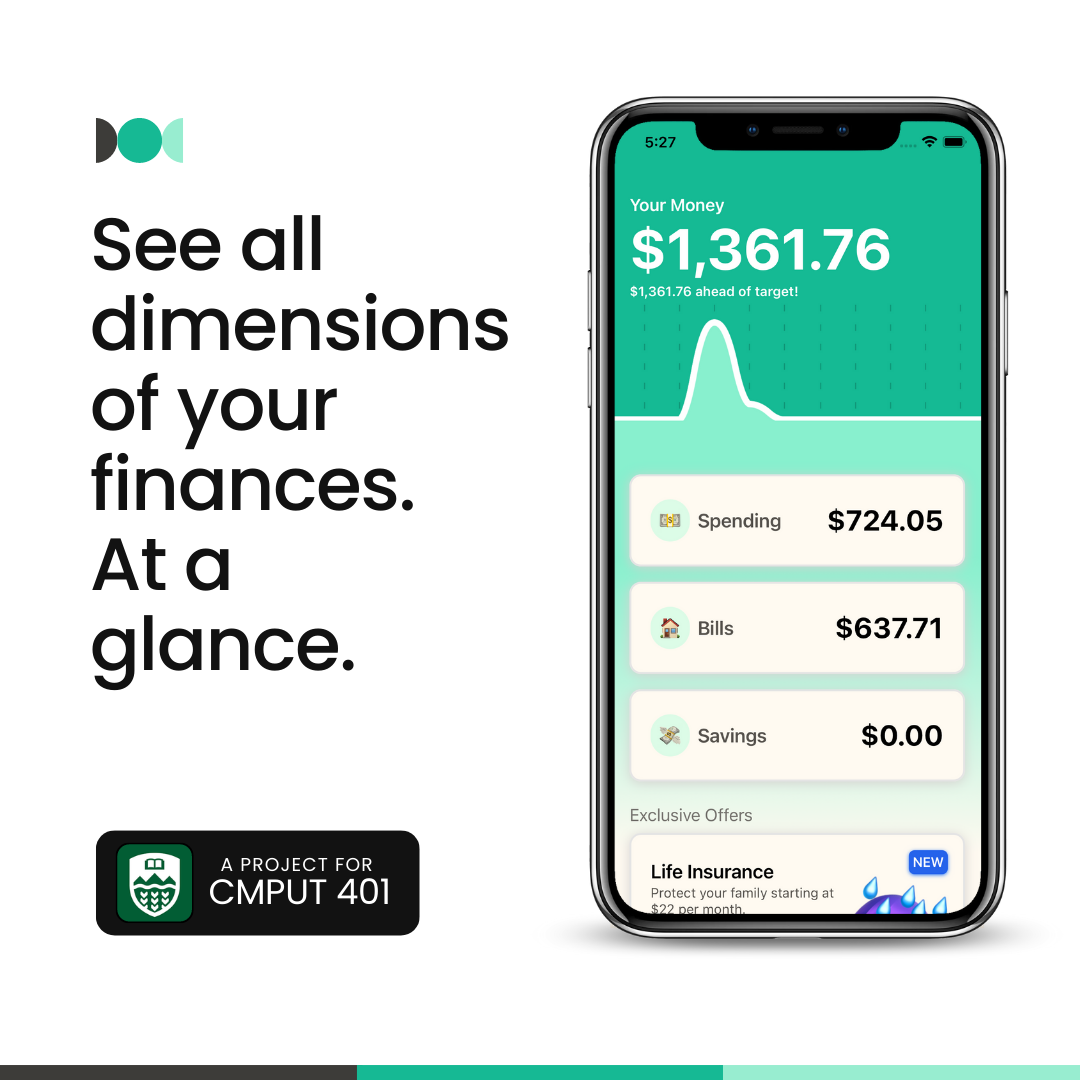 See all
dimensions
of your
finances.
At a
glance.
A PROJECT FOR
CMPUT 401
5:27
Your Money
$1,361.76
$1,361.76 ahead of target!
Spending $724.05
Bills $637.71
Savings $0.00
Exclusive Offers
NEW
Life Insurance
Protect your family starting at
$22 per month.